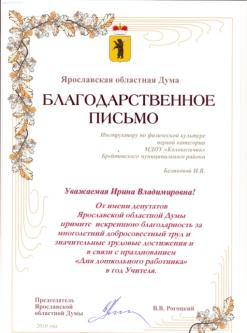 Ярославская областная Дума
БЛАГОДАРСТВЕННОЕ
ПИСЬМО
Инструктору по физической культуре
первой категории
МДОУ «Колокольчик»
Брейтовского муниципального района
И.В.
Уважаемая Ирина Владимировна!
От имени депутатов
Ярославской областной Думы
примите искреннюю благодарность за
многолетний добросовестный труд и
значительные трудовые достижения и
в связи с празднованием
«Дня дошкольного работника»
в год Учителя.
Председатель
Ярославской областной Думы
В.В. Рогоцкий
2010 год